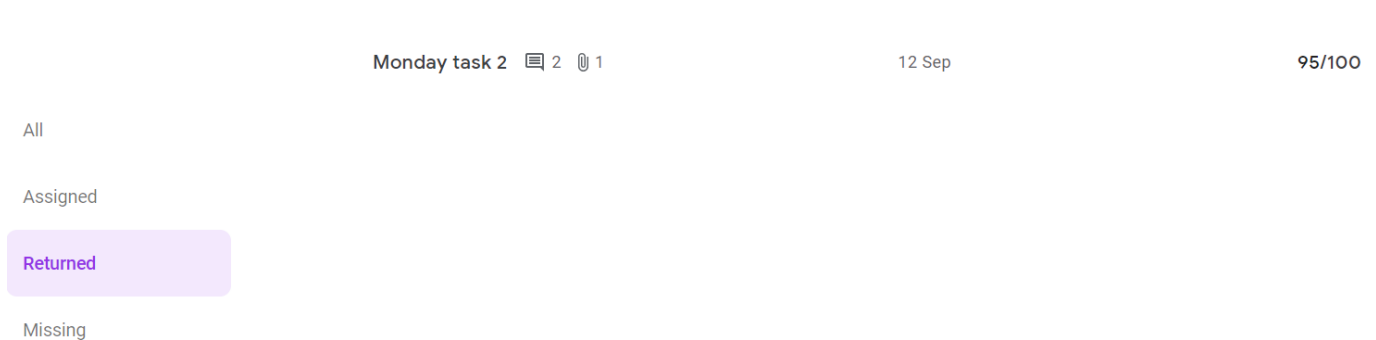 Monday task 2 2 1 12 Sep 95/100
All
Assigned
Returned
Missing